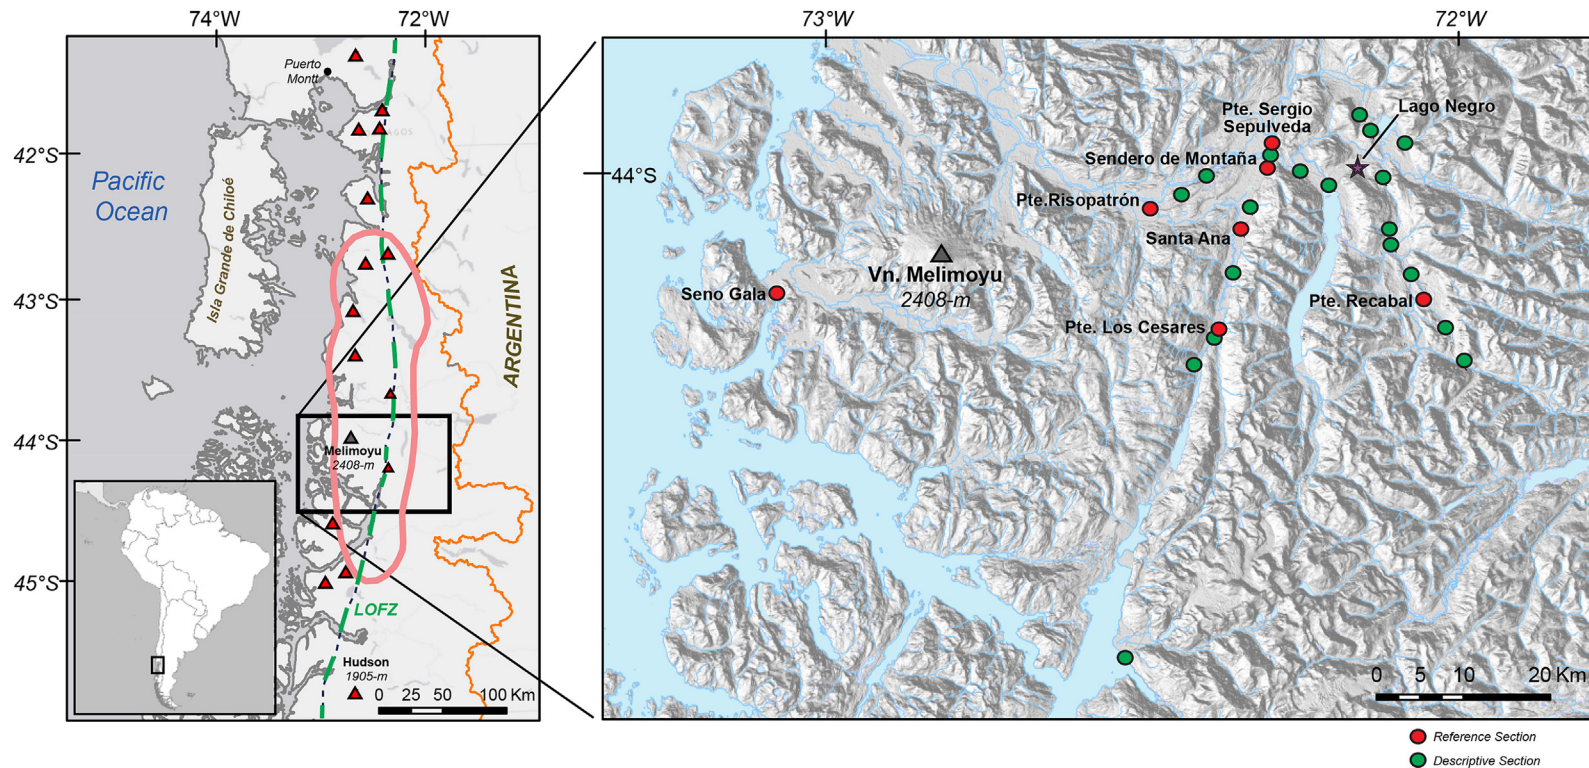 74°W
72°W
73°W
72°W
Puerto
Montt
42°S
Pacific
Ocean
Isla Grande de Chiloé
43°S
ARGENTINA
44°S
Melimoyu
2408-m
45°S
LOFZ
Hudson
1905-m
0 25 50 100 Km
44°S
Pte. Sergio
Sepulveda
Lago Negro
Sendero de Montaña
Pte.Risopatrón
Santa Ana
Vn. Melimoyu
2408-m
Seno Gala
Pte. Recabal
Pte. Los Cesares
0 5 10 20 Km
Reference Section
Descriptive Section